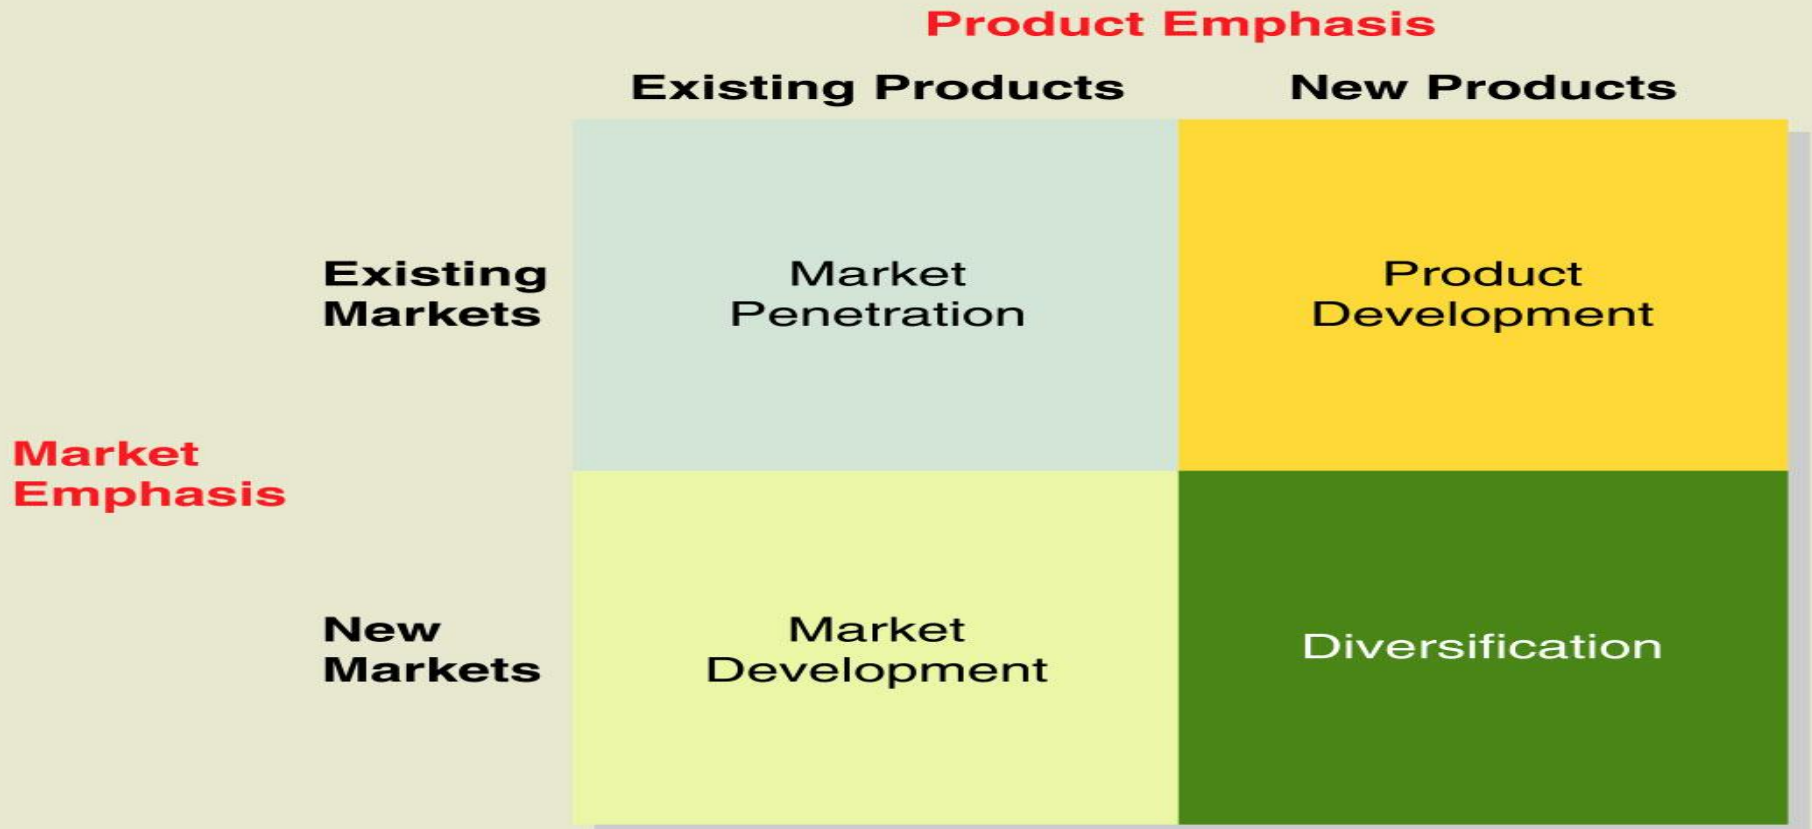 Product Emphasis
Existing Products
New Products
Existing
Markets
Market
Penetration
Product
Development
Market
Emphasis
New
Markets
Market
Development
Diversification